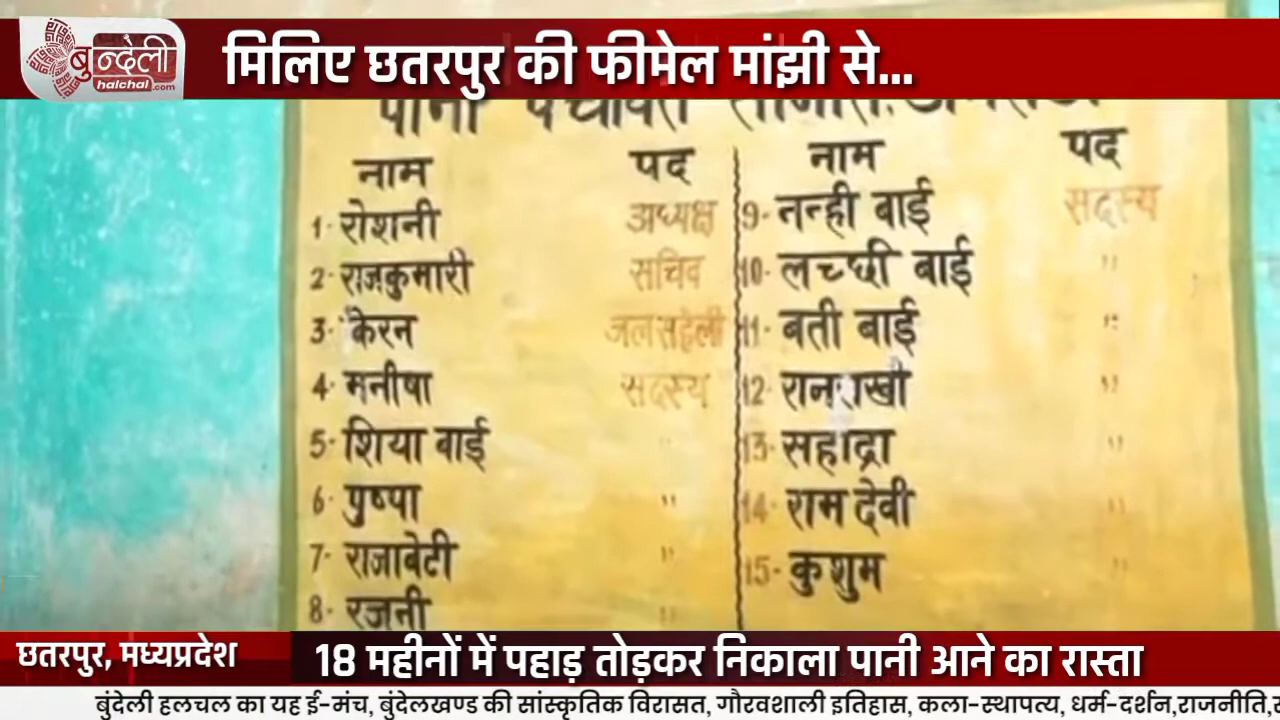 बुन्देली
halchal.com
मिलिए छतरपुर की फीमेल मांझी से...
पानी पंचायत
नाम पद नाम पद
1- रोशनी अध्यक्ष 9- नन्ही बाई सदस्य
2- राजकुमारी सचिव 10- लच्छी बाई "
3- केरन जलसहेली 11- बती बाई "
4- मनीषा सदस्य 12 "
5- शिया बाई " 13- सहाद्रा "
6- पुष्पा " 14- राम देवी "
7- राजाबेटी " 15- कुशुम "
8- रजनी "
छतरपुर, मध्यप्रदेश
18 महीनों में पहाड़ तोड़कर निकाला पानी आने का रास्ता
बुंदेली हलचल का यह ई-मंच, बुंदेलखण्ड की सांस्कृतिक विरासत, गौरवशाली इतिहास, कला-स्थापत्य, धर्म-दर्शन,राजनीति,